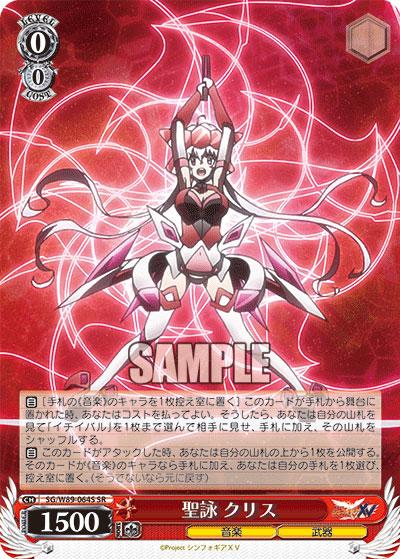 LEVEL
0
0
COST
SAMPLE
自［手札の《音楽》のキャラを1枚控え室に置く］このカードが手札から舞台に
置かれた時、あなたはコストを払ってよい。そうしたら、あなたは自分の山札を
見て「イチイバル」を1枚まで選んで相手に見せ、手札に加え、その山札を
シャッフルする。
自 このカードがアタックした時、あなたは自分の山札の上から1枚を公開する。
そのカードが《音楽》のキャラなら手札に加え、あなたは自分の手札を1枚選び、
控え室に置く。（そうでないなら元に戻す）
CH SG/W89-064S SR
1500
聖詠 クリス
XV
音楽
武器
©Project シンフォギアＸＶ